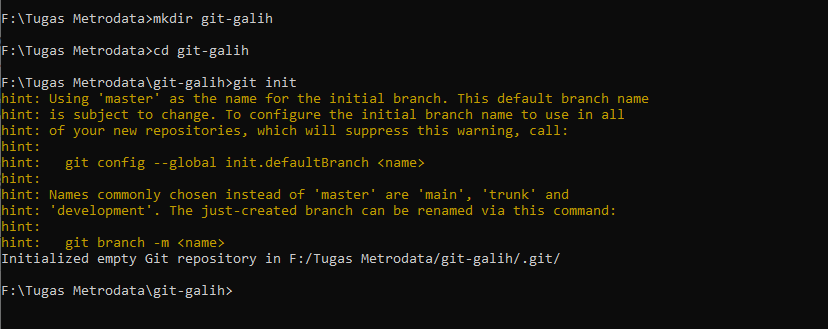 F:\Tugas Metrodata>mkdir git-galih
F:\Tugas Metrodata>cd git-galih
F:\Tugas Metrodata\git-galih>git init
hint: Using 'master' as the name for the initial branch. This default branch name
hint: is subject to change. To configure the initial branch name to use in all
hint: of your new repositories, which will suppress this warning, call:
hint:
hint:   git config --global init.defaultBranch <name>
hint:
hint: Names commonly chosen instead of 'master' are 'main', 'trunk' and
hint: 'development'. The just-created branch can be renamed via this command:
hint:
hint:   git branch -m <name>
Initialized empty Git repository in F:/Tugas Metrodata/git-galih/.git/
F:\Tugas Metrodata\git-galih>